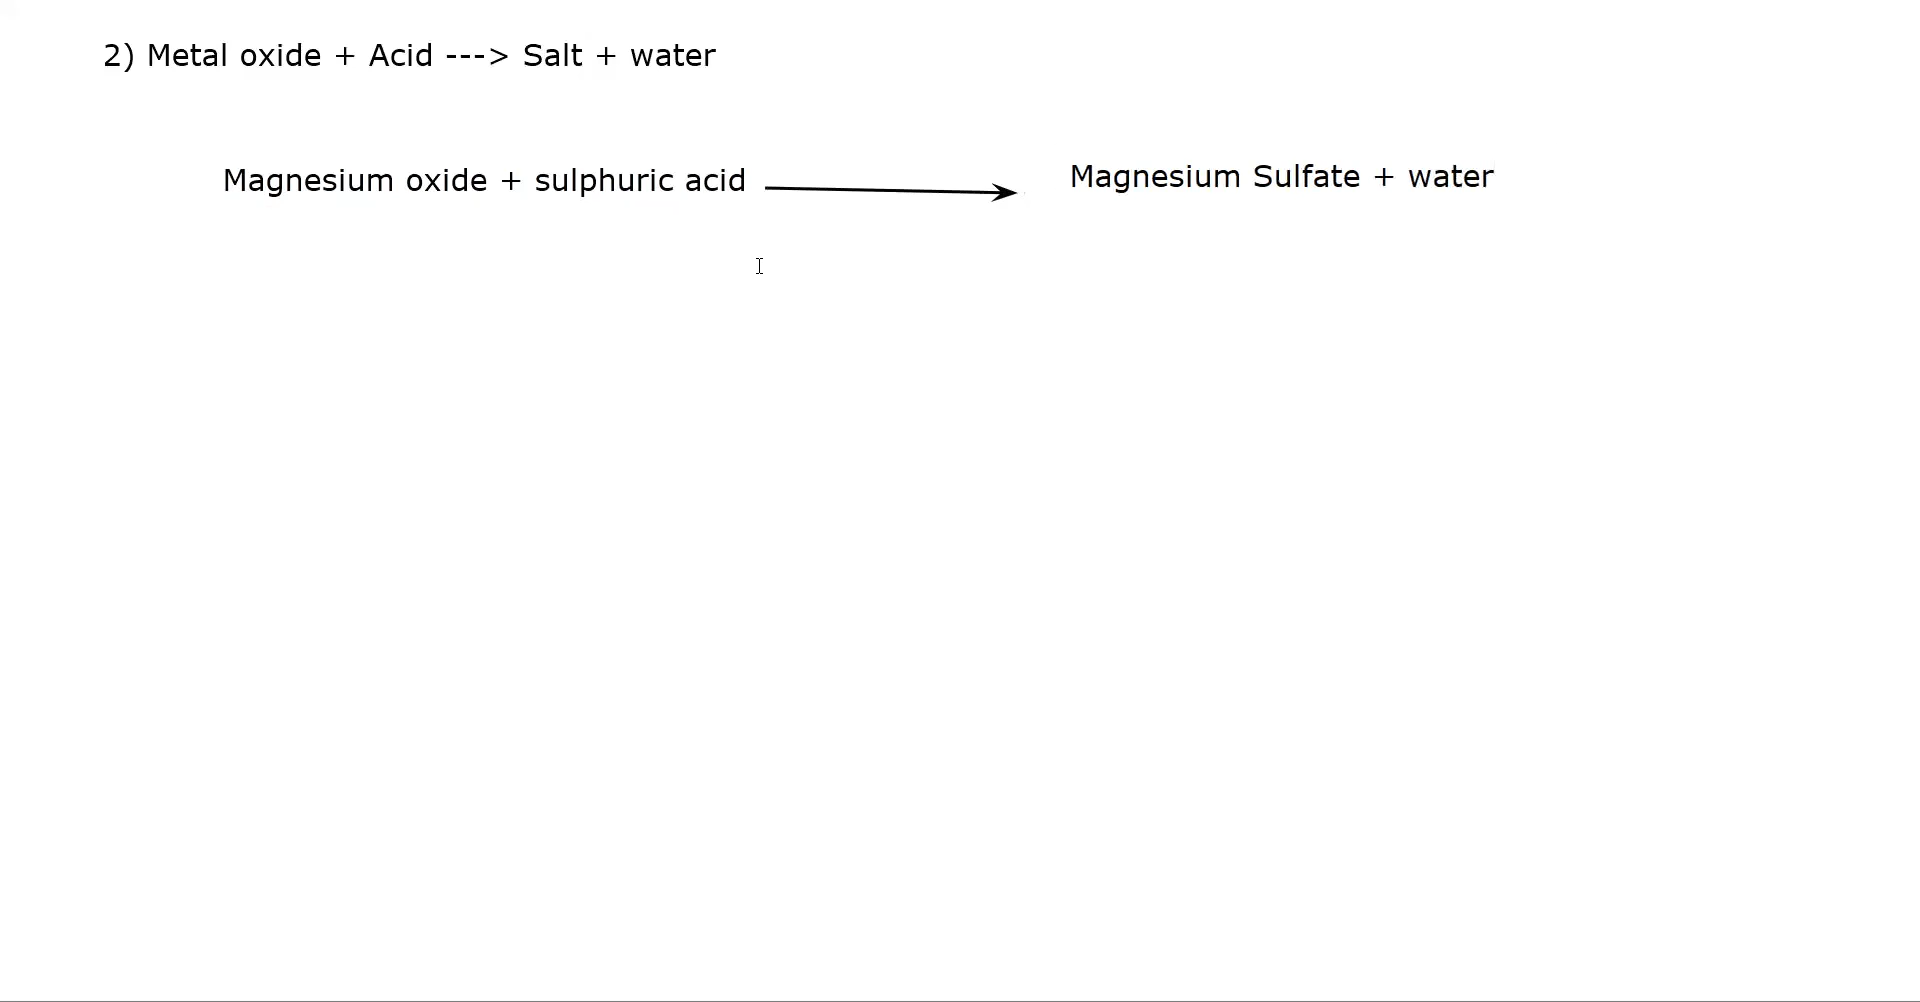 2) Metal oxide + Acid ---> Salt + water
Magnesium oxide + sulphuric acid Magnesium Sulfate + water